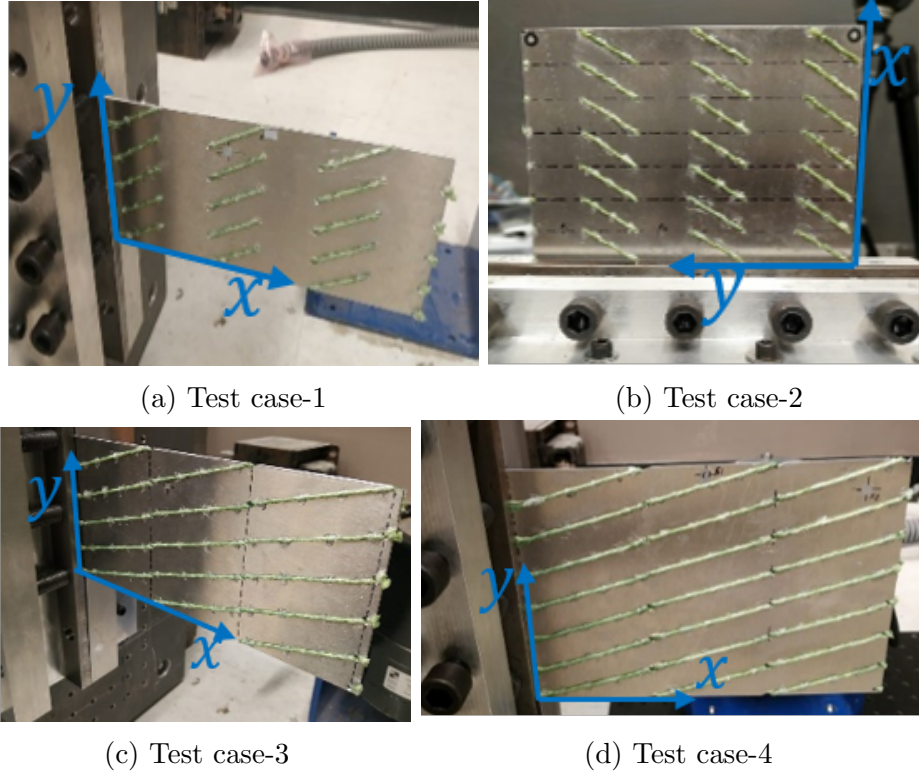 y
x
x
y
(a) Test case-1
(b) Test case-2
y
x
y
x
(c) Test case-3
(d) Test case-4